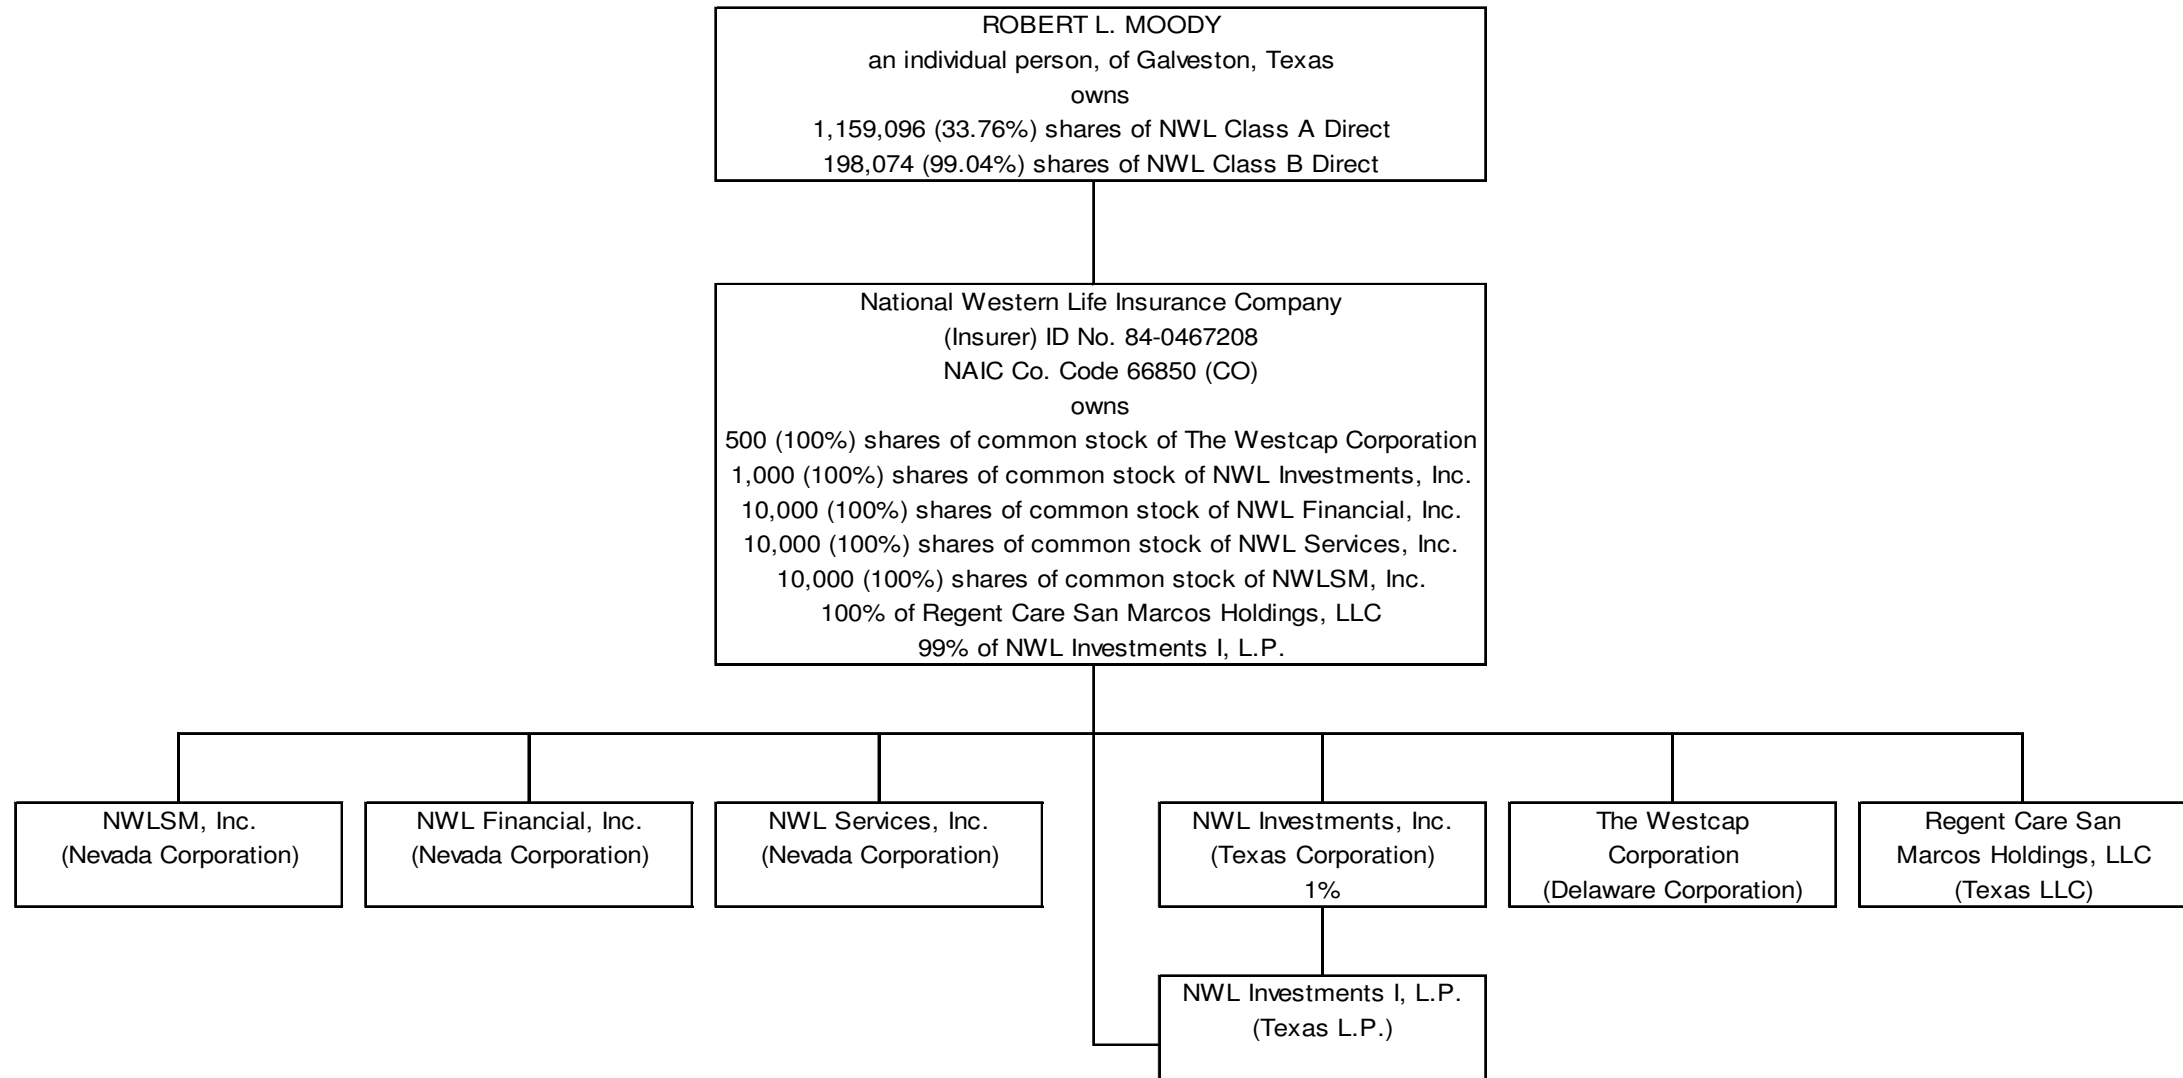 ROBERT L. MOODY
an individual person, of Galveston, Texas
owns
1,159,096 (33.76%) shares of NWL Class A Direct
198,074 (99.04%) shares of NWL Class B Direct
National Western Life Insurance Company
(Insurer) ID No. 84-0467208
NAIC Co. Code 66850 (CO)
owns
500 (100%) shares of common stock of The Westcap Corporation
1,000 (100%) shares of common stock of NWL Investments, Inc.
10,000 (100%) shares of common stock of NWL Financial, Inc.
10,000 (100%) shares of common stock of NWL Services, Inc.
10,000 (100%) shares of common stock of NWLSM, Inc.
100% of Regent Care San Marcos Holdings, LLC
99% of NWL Investments I, L.P.
NWLSM, Inc.
(Nevada Corporation)
NWL Financial, Inc.
(Nevada Corporation)
NWL Services, Inc.
(Nevada Corporation)
NWL Investments, Inc.
(Texas Corporation)
1%
The Westcap
Corporation
(Delaware Corporation)
Regent Care San
Marcos Holdings, LLC
(Texas LLC)
NWL Investments I, L.P.
(Texas L.P.)